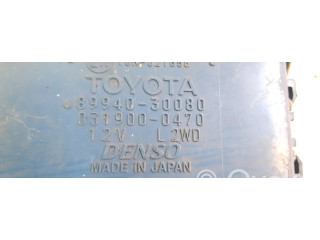 TOYOTA
89940-30080
031900-0470
12V L 2WD
DENSO
MADE IN JAPAN